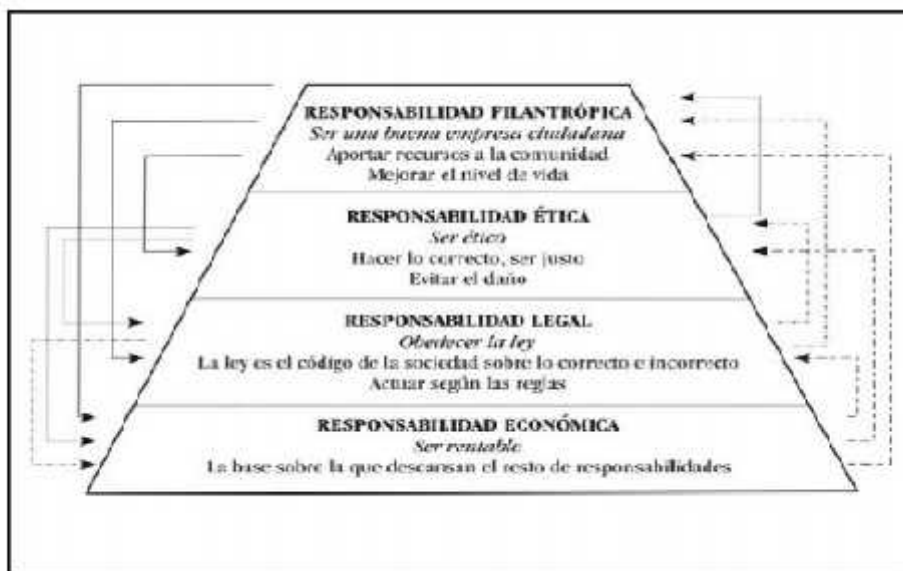 RESPONSABILIDAD FILANTRÓPICA
Ser una buena empresa ciudadana
Aportar recursos a la comunidad
Mejorar el nivel de vida
RESPONSABILIDAD ÉTICA
Ser ético
Hacer lo correcto, ser justo
Evitar el daño
RESPONSABILIDAD LEGAL
Obedecer la ley
La ley es el código de la sociedad sobre lo correcto e incorrecto
Actuar según las reglas
RESPONSABILIDAD ECONÓMICA
Ser rentable
La base sobre la que descansan el resto de responsabilidades